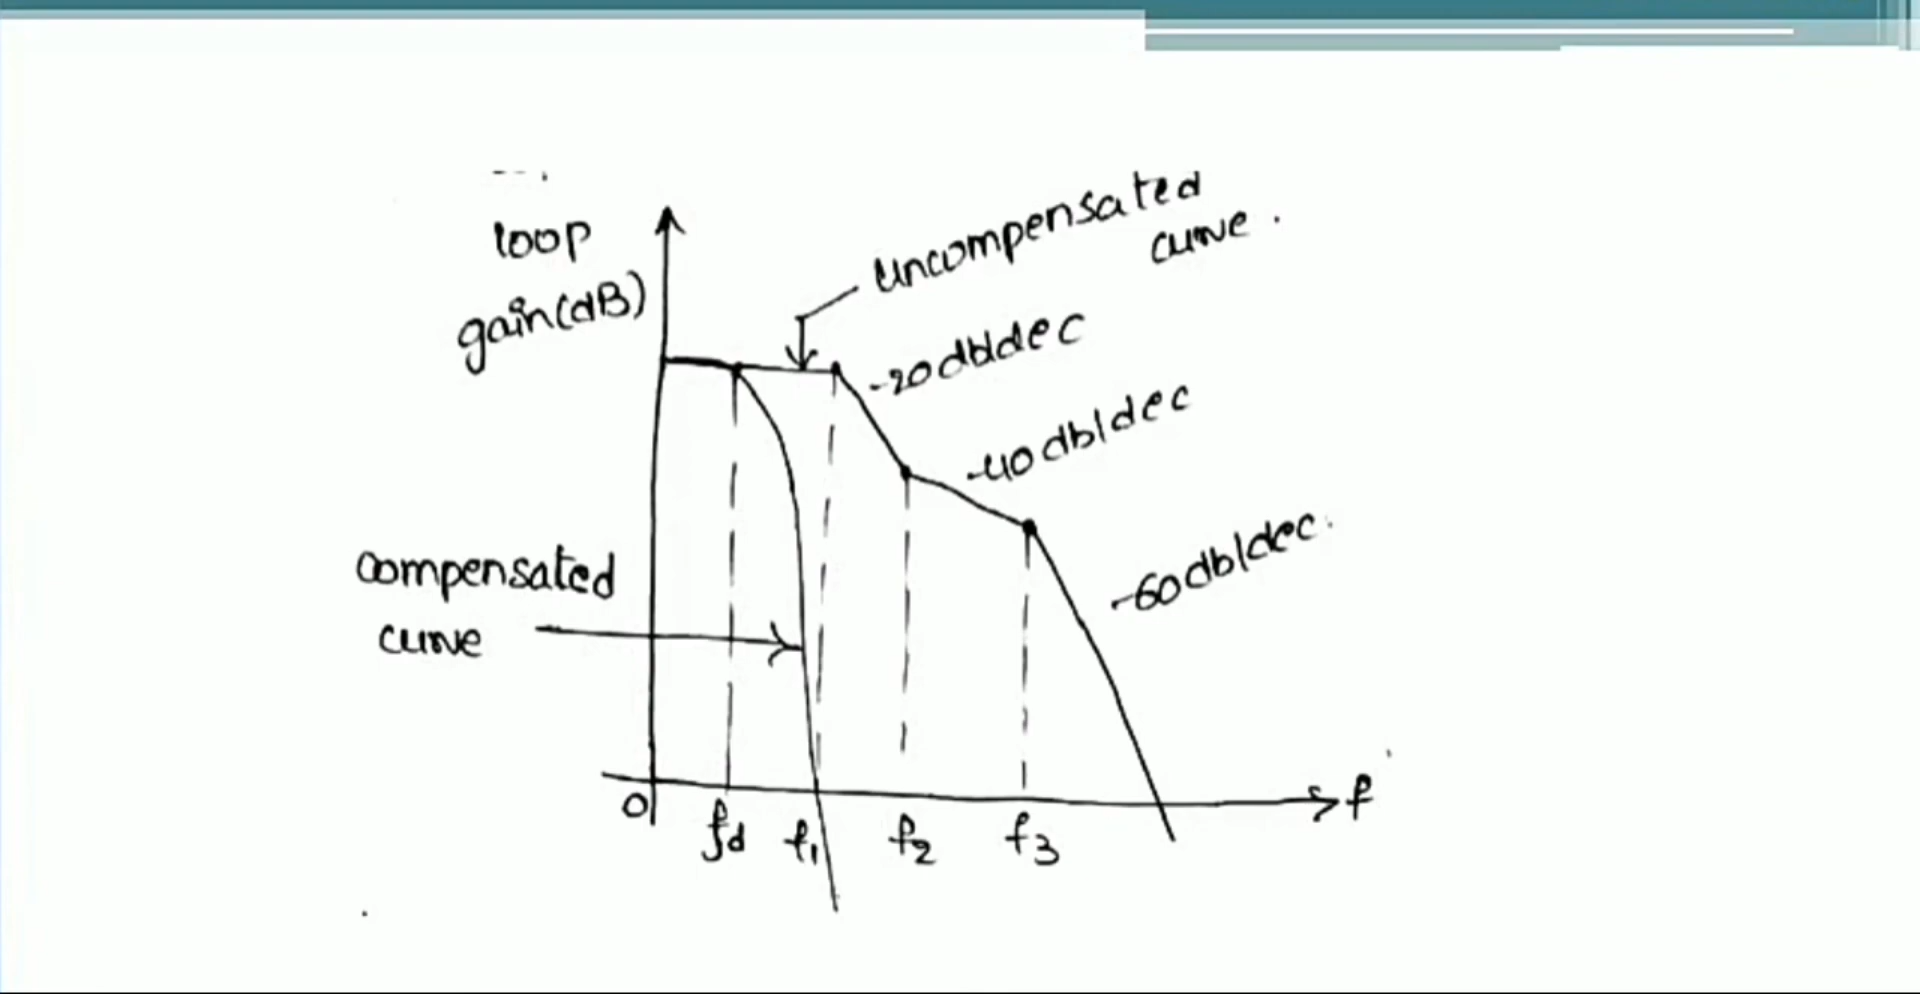 loop
gain(dB)
uncompensated
curve.
-20db/dec
-40db/dec
-60db/dec.
compensated
curve
0
fd
f1
f2
f3
f